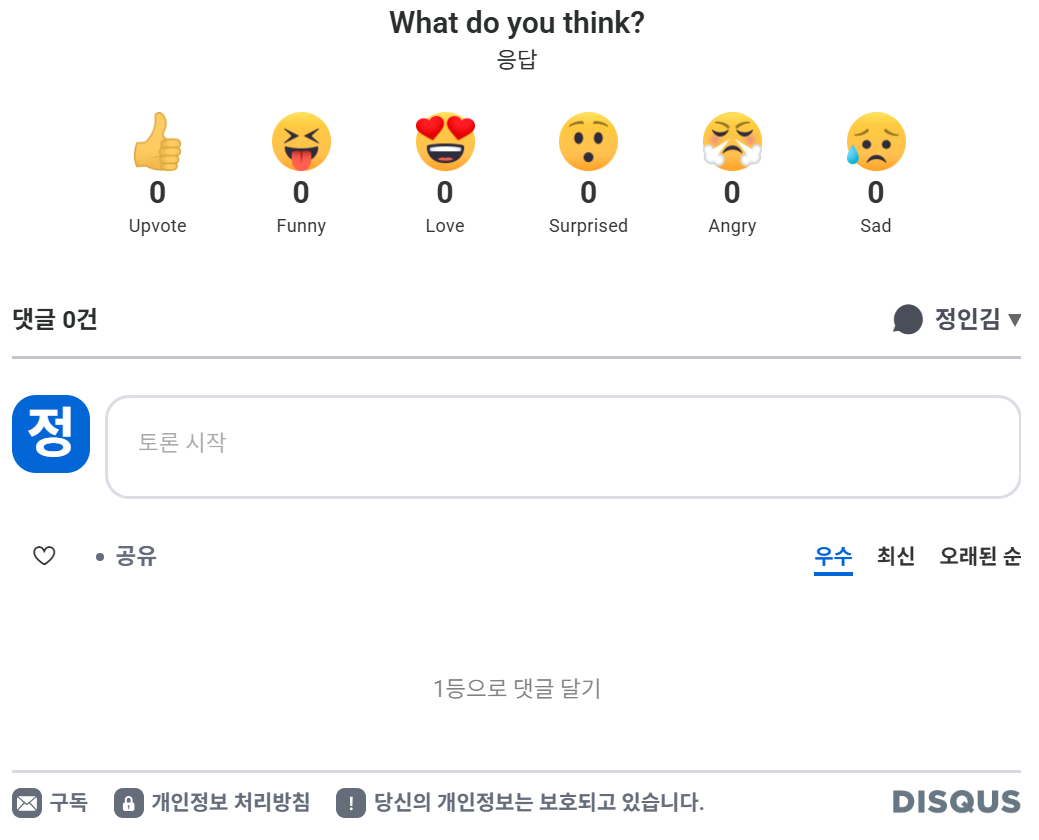 What do you think?
응답
0 0 0 0 0 0
Upvote Funny Love Surprised Angry Sad
댓글 0건 정인김
정 토론 시작
공유 우수 최신 오래된 순
1등으로 댓글 달기
구독 개인정보 처리방침 당신의 개인정보는 보호되고 있습니다. DISQUS